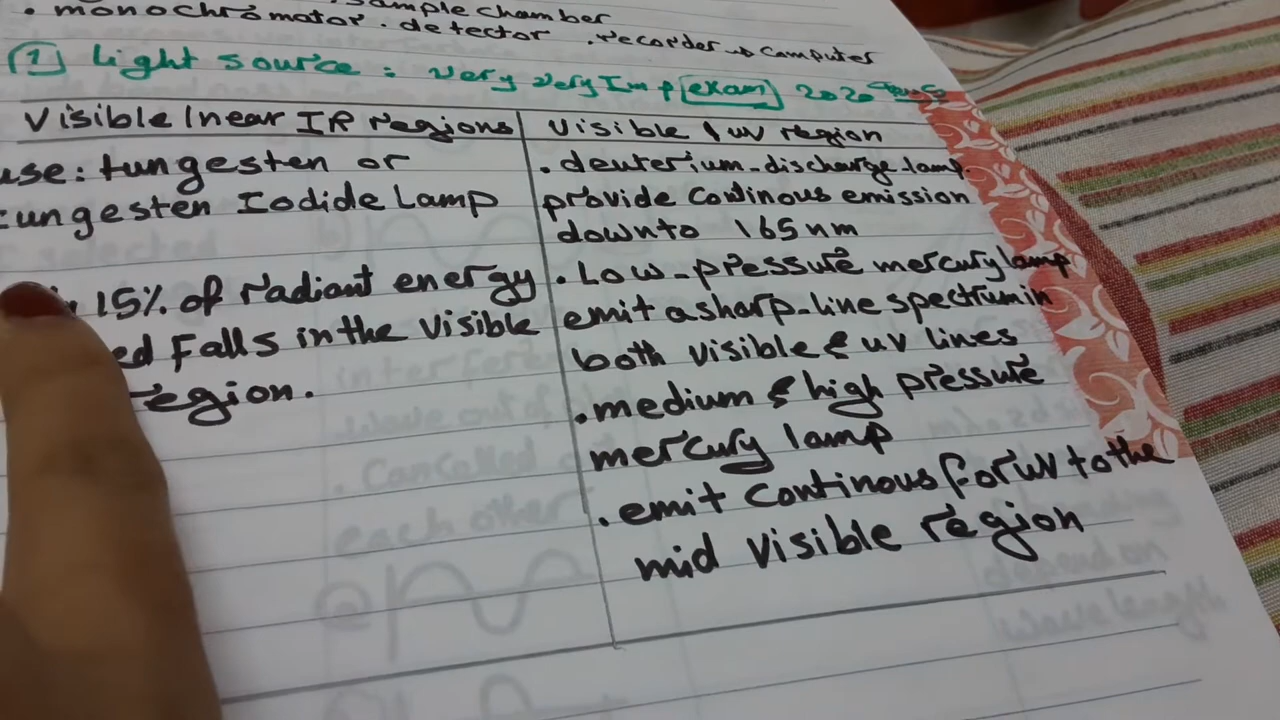 sample chamber
• monochromator . detector . recorder → computer
(1) Light source : very very Imp [exam] 2020
Visible / near IR regions
use: tungesten or
tungesten Iodide Lamp
15% of radiant energy
ed Falls in the visible
region.
Visible & uv region
. deuterium-discharge-lamp.
provide continous emission
downto 165 nm
. Low-pressure mercury lamp
emit a sharp-line spectrum in
both visible & uv lines
. medium & high pressure
mercury lamp
. emit continous for uv to the
mid visible region